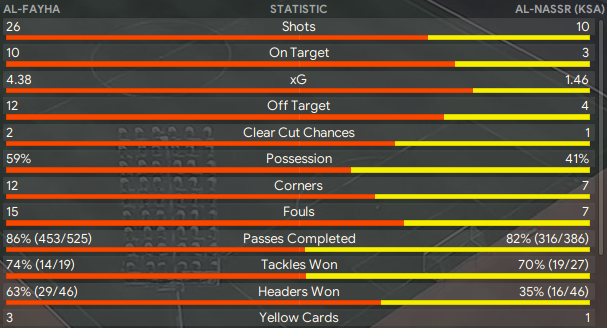 AL-FAYHA STATISTIC AL-NASSR (KSA)
26 Shots 10
10 On Target 3
4.38 xG 1.46
12 Off Target 4
2 Clear Cut Chances 1
59% Possession 41%
12 Corners 7
15 Fouls 7
86% (453/525) Passes Completed 82% (316/386)
74% (14/19) Tackles Won 70% (19/27)
63% (29/46) Headers Won 35% (16/46)
3 Yellow Cards 1